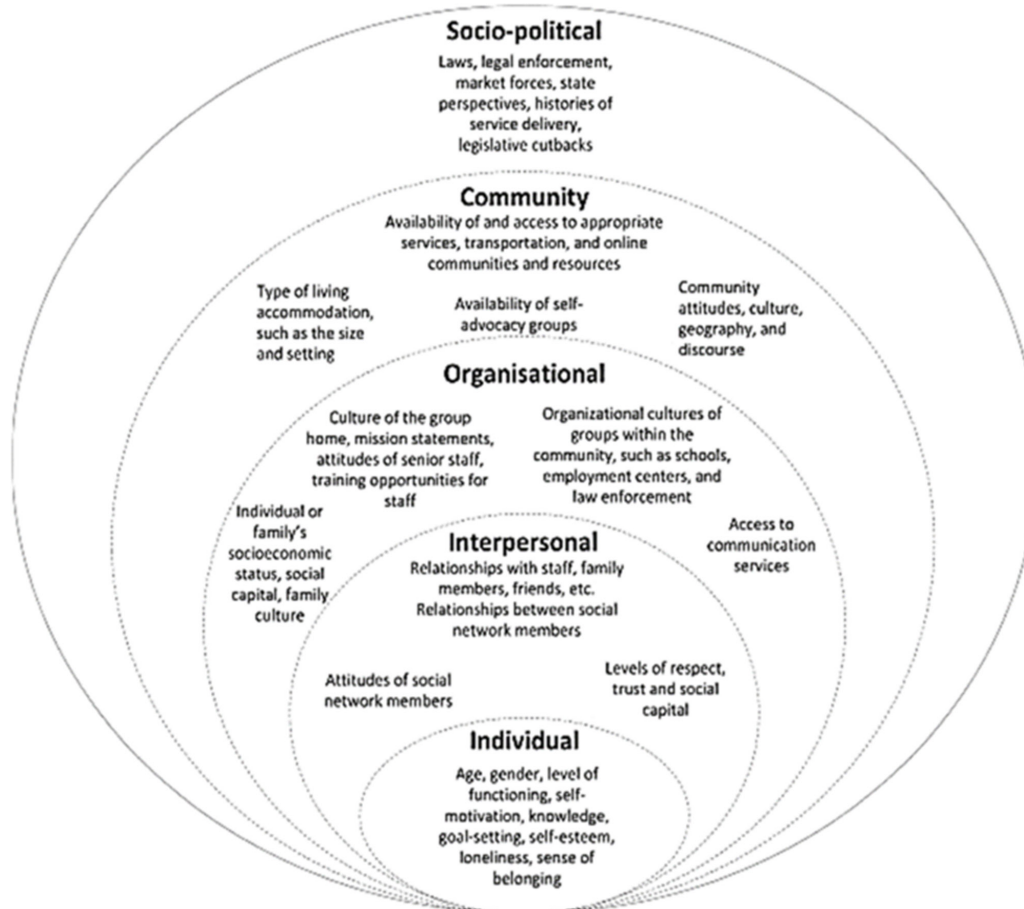 Socio-political
Laws, legal enforcement,
market forces, state
perspectives, histories of
service delivery,
legislative cutbacks
Community
Availability of and access to appropriate
services, transportation, and online
communities and resources
Type of living
accommodation,
such as the size
and setting
Availability of self-
advocacy groups
Community
attitudes, culture,
geography, and
discourse
Organisational
Culture of the group
home, mission statements,
attitudes of senior staff,
training opportunities for
staff
Organizational cultures of
groups within the
community, such as schools,
employment centers, and
law enforcement
Individual or
family's
socioeconomic
status, social
capital, family
culture
Access to
communication
services
Interpersonal
Relationships with staff, family
members, friends, etc.
Relationships between social
network members
Attitudes of social
network members
Levels of respect,
trust and social
capital
Individual
Age, gender, level of
functioning, self-
motivation, knowledge,
goal-setting, self-esteem,
loneliness, sense of
belonging